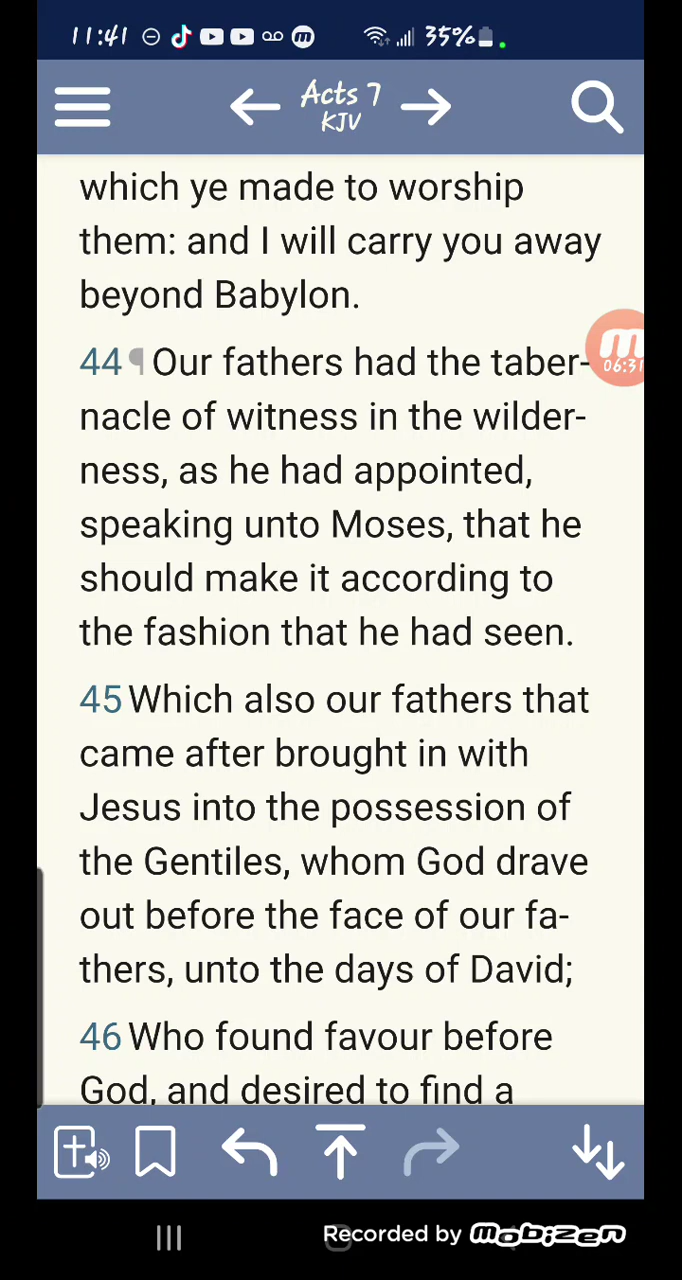 11:41 35%
Acts 7
KJV
which ye made to worship
them: and I will carry you away
beyond Babylon.
44 ¶ Our fathers had the taber-
m
06:31
nacle of witness in the wilder-
ness, as he had appointed,
speaking unto Moses, that he
should make it according to
the fashion that he had seen.
45 Which also our fathers that
came after brought in with
Jesus into the possession of
the Gentiles, whom God drave
out before the face of our fa-
thers, unto the days of David;
46 Who found favour before
God, and desired to find a
Recorded by mobizen